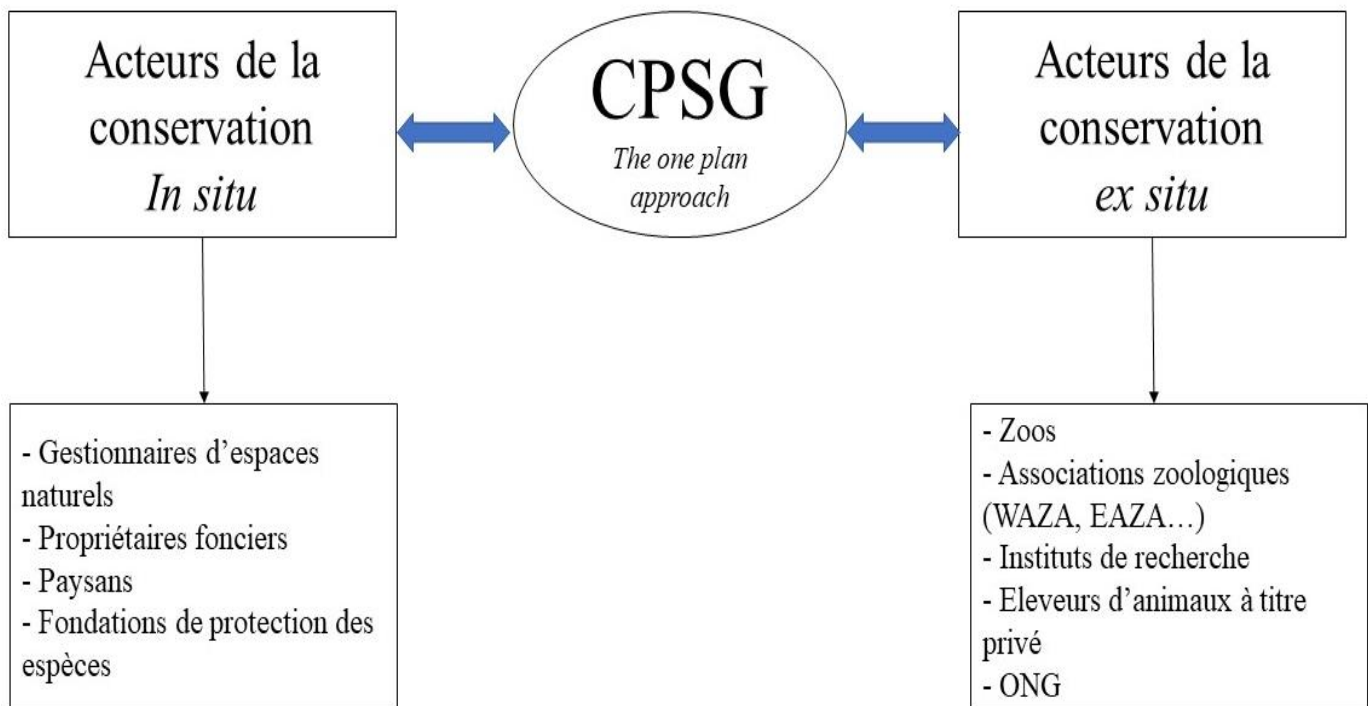 Acteurs de la
conservation
In situ
CPSG
The one plan
approach
Acteurs de la
conservation
ex situ
- Gestionnaires d’espaces
naturels
- Propriétaires fonciers
- Paysans
- Fondations de protection des
espèces
- Zoos
- Associations zoologiques
(WAZA, EAZA…)
- Instituts de recherche
- Eleveurs d’animaux à titre
privé
- ONG